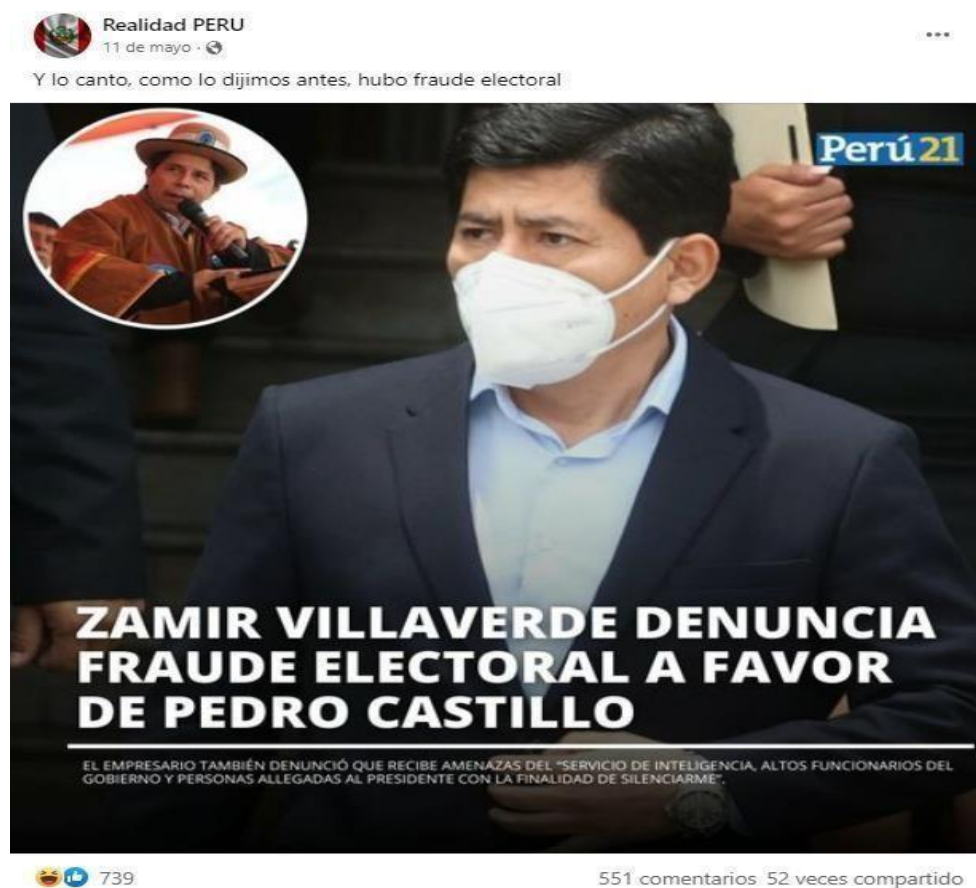 Realidad PERU
11 de mayo ·
Y lo canto, como lo dijimos antes, hubo fraude electoral
Perú21
ZAMIR VILLAVERDE DENUNCIA
FRAUDE ELECTORAL A FAVOR
DE PEDRO CASTILLO
EL EMPRESARIO TAMBIÉN DENUNCIÓ QUE RECIBE AMENAZAS DEL "SERVICIO DE INTELIGENCIA, ALTOS FUNCIONARIOS DEL
GOBIERNO Y PERSONAS ALLEGADAS AL PRESIDENTE CON LA FINALIDAD DE SILENCIARME".
739
551 comentarios 52 veces compartido